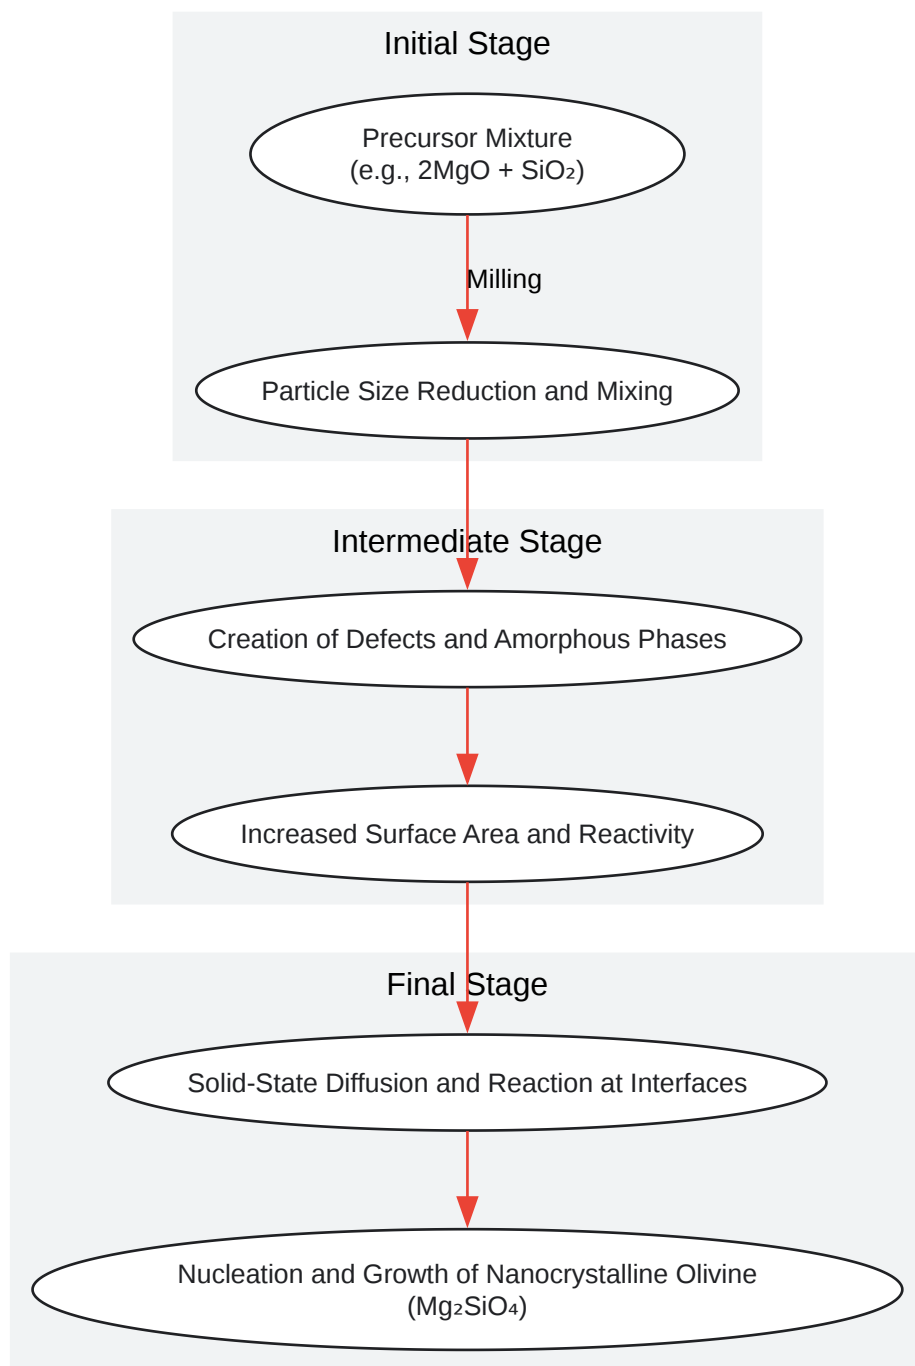 Initial Stage
Precursor Mixture
(e.g., 2MgO + SiO₂)
Milling
Particle Size Reduction and Mixing
Intermediate Stage
Creation of Defects and Amorphous Phases
Increased Surface Area and Reactivity
Final Stage
Solid-State Diffusion and Reaction at Interfaces
Nucleation and Growth of Nanocrystalline Olivine
(Mg₂SiO₄)